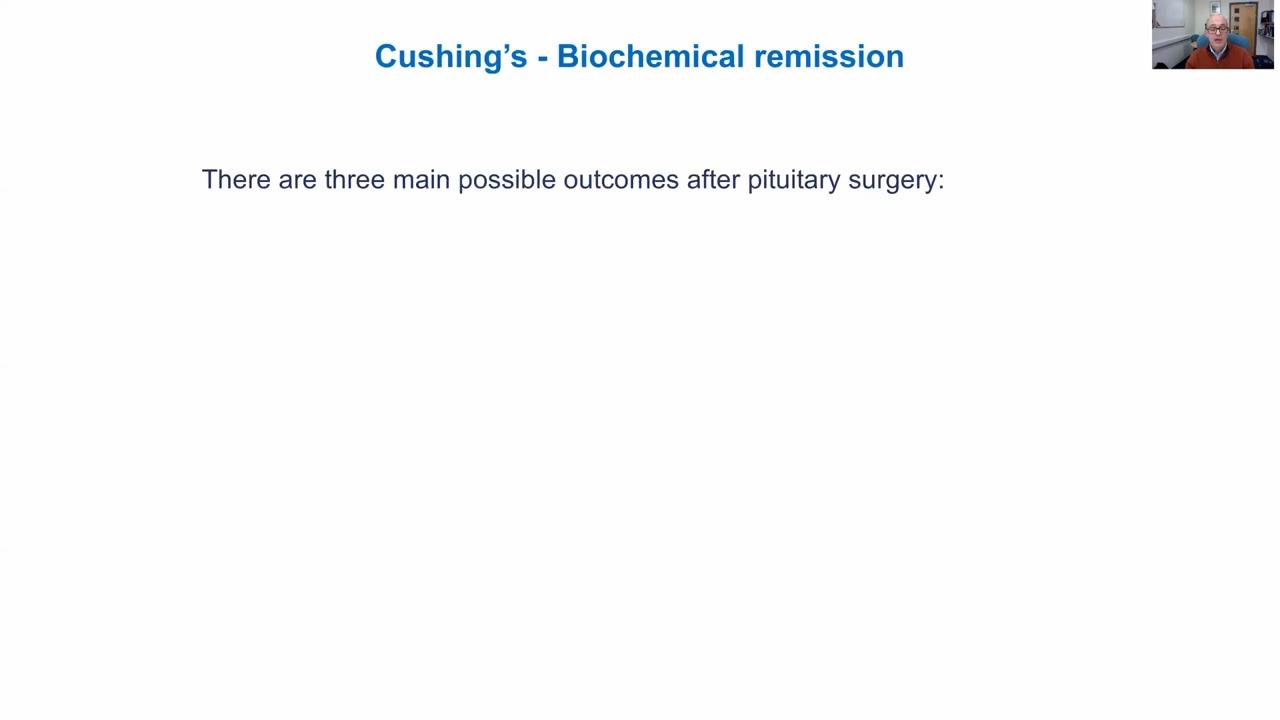 Cushing’s - Biochemical remission
There are three main possible outcomes after pituitary surgery: